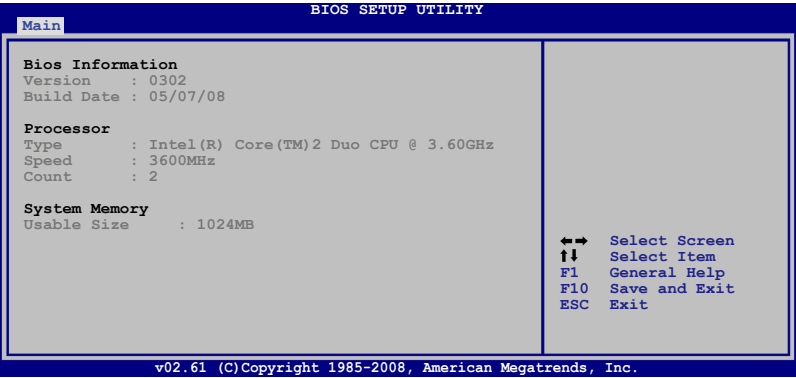 BIOS SETUP UTILITY
Main
Bios Information
Version : 0302
Build Date : 05/07/08
Processor
Type : Intel(R) Core(TM)2 Duo CPU @ 3.60GHz
Speed : 3600MHz
Count : 2
System Memory
Usable Size : 1024MB
←→ Select Screen
↑↓ Select Item
F1 General Help
F10 Save and Exit
ESC Exit
v02.61 (C)Copyright 1985-2008, American Megatrends, Inc.